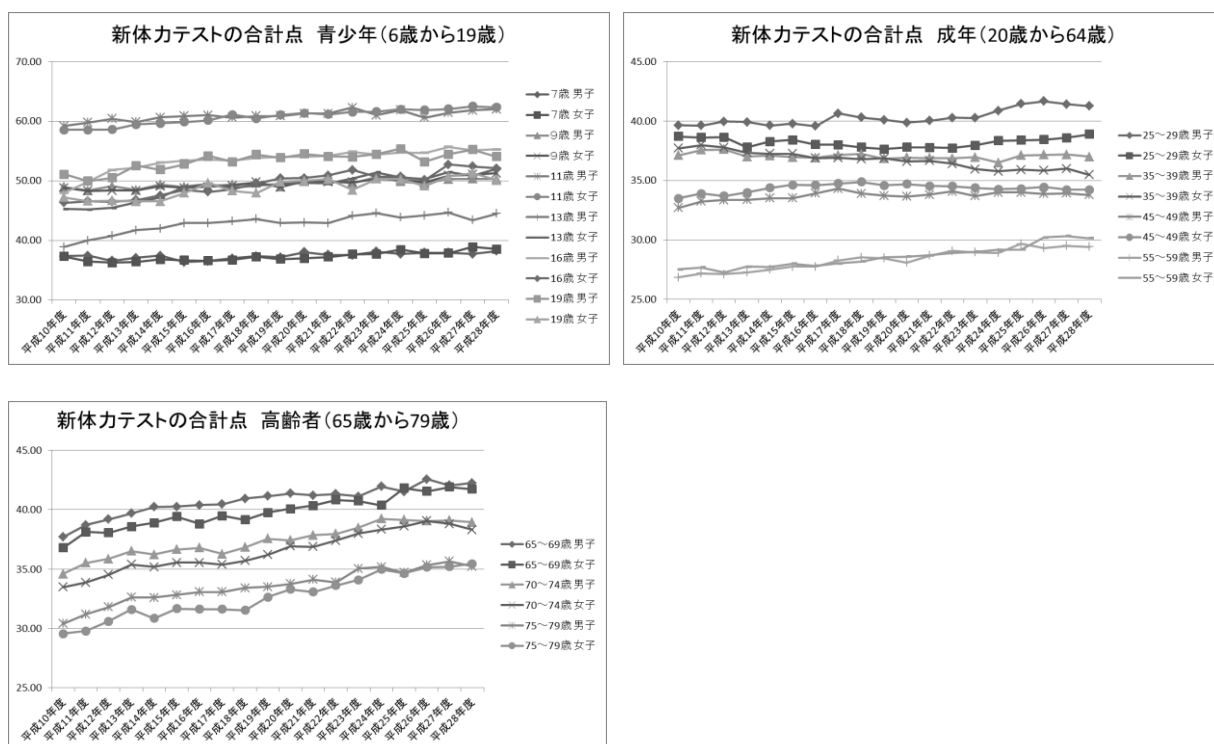 新体力テストの合計点 青少年(6歳から19歳)
70.00
60.00
50.00
40.00
30.00
平成10年度
平成11年度
平成12年度
平成13年度
平成14年度
平成15年度
平成16年度
平成17年度
平成18年度
平成19年度
平成20年度
平成21年度
平成22年度
平成23年度
平成24年度
平成25年度
平成26年度
平成27年度
平成28年度
7歳 男子
7歳 女子
9歳 男子
9歳 女子
11歳 男子
11歳 女子
13歳 男子
13歳 女子
16歳 男子
16歳 女子
19歳 男子
19歳 女子
新体力テストの合計点 成年(20歳から64歳)
45.00
40.00
35.00
30.00
25.00
平成10年度
平成11年度
平成12年度
平成13年度
平成14年度
平成15年度
平成16年度
平成17年度
平成18年度
平成19年度
平成20年度
平成21年度
平成22年度
平成23年度
平成24年度
平成25年度
平成26年度
平成27年度
平成28年度
25~29歳 男子
25~29歳 女子
35~39歳 男子
35~39歳 女子
45~49歳 男子
45~49歳 女子
55~59歳 男子
55~59歳 女子
新体力テストの合計点 高齢者(65歳から79歳)
45.00
40.00
35.00
30.00
25.00
平成10年度
平成11年度
平成12年度
平成13年度
平成14年度
平成15年度
平成16年度
平成17年度
平成18年度
平成19年度
平成20年度
平成21年度
平成22年度
平成23年度
平成24年度
平成25年度
平成26年度
平成27年度
平成28年度
65~69歳 男子
65~69歳 女子
70~74歳 男子
70~74歳 女子
75~79歳 男子
75~79歳 女子